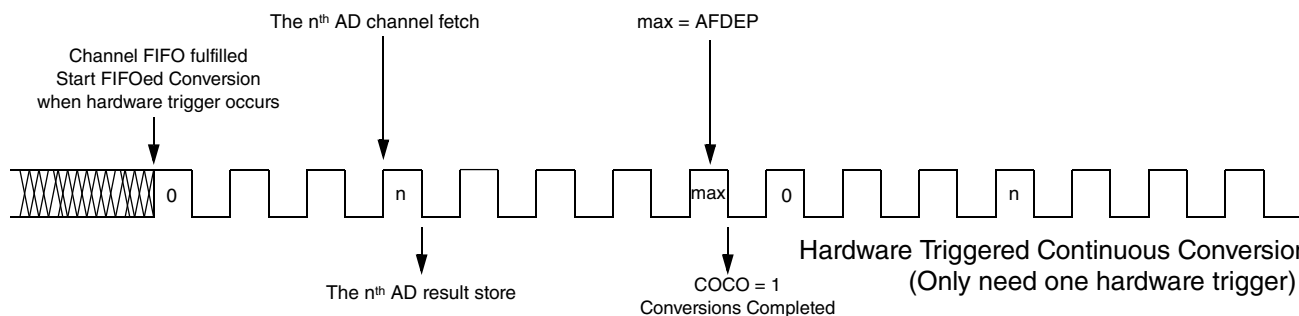 The nth AD channel fetch
max = AFDEP
Channel FIFO fulfilled
Start FIFOed Conversion
when hardware trigger occurs
0
n
max
0
n
The nth AD result store
COCO = 1
Conversions Completed
Hardware Triggered Continuous Conversion
(Only need one hardware trigger)